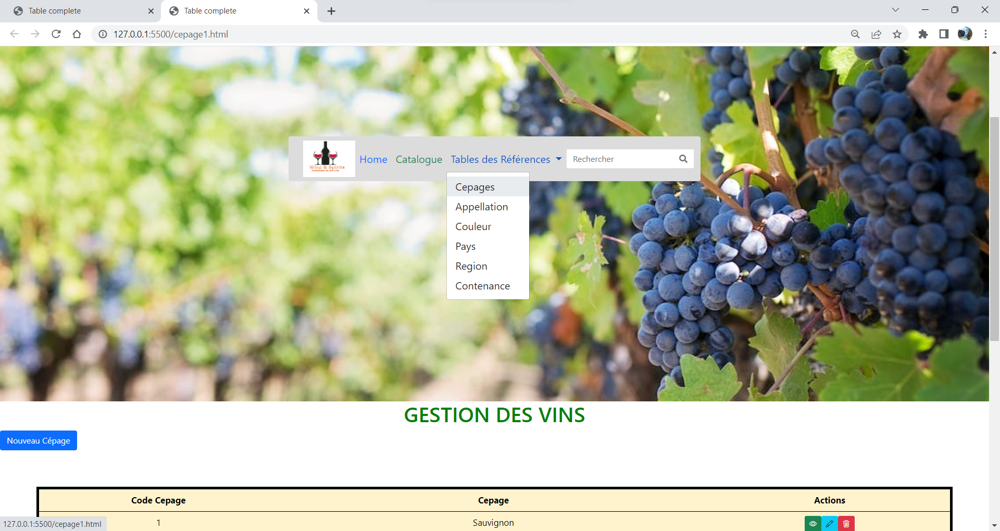 Table complete
Table complete
127.0.0.1:5500/cepage1.html
Wine & Spirits
Home Catalogue Tables des Références Rechercher
Cepages
Appellation
Couleur
Pays
Region
Contenance
GESTION DES VINS
Nouveau Cépage
Code Cepage Cepage Actions
1 Sauvignon
127.0.0.1:5500/cepage1.html